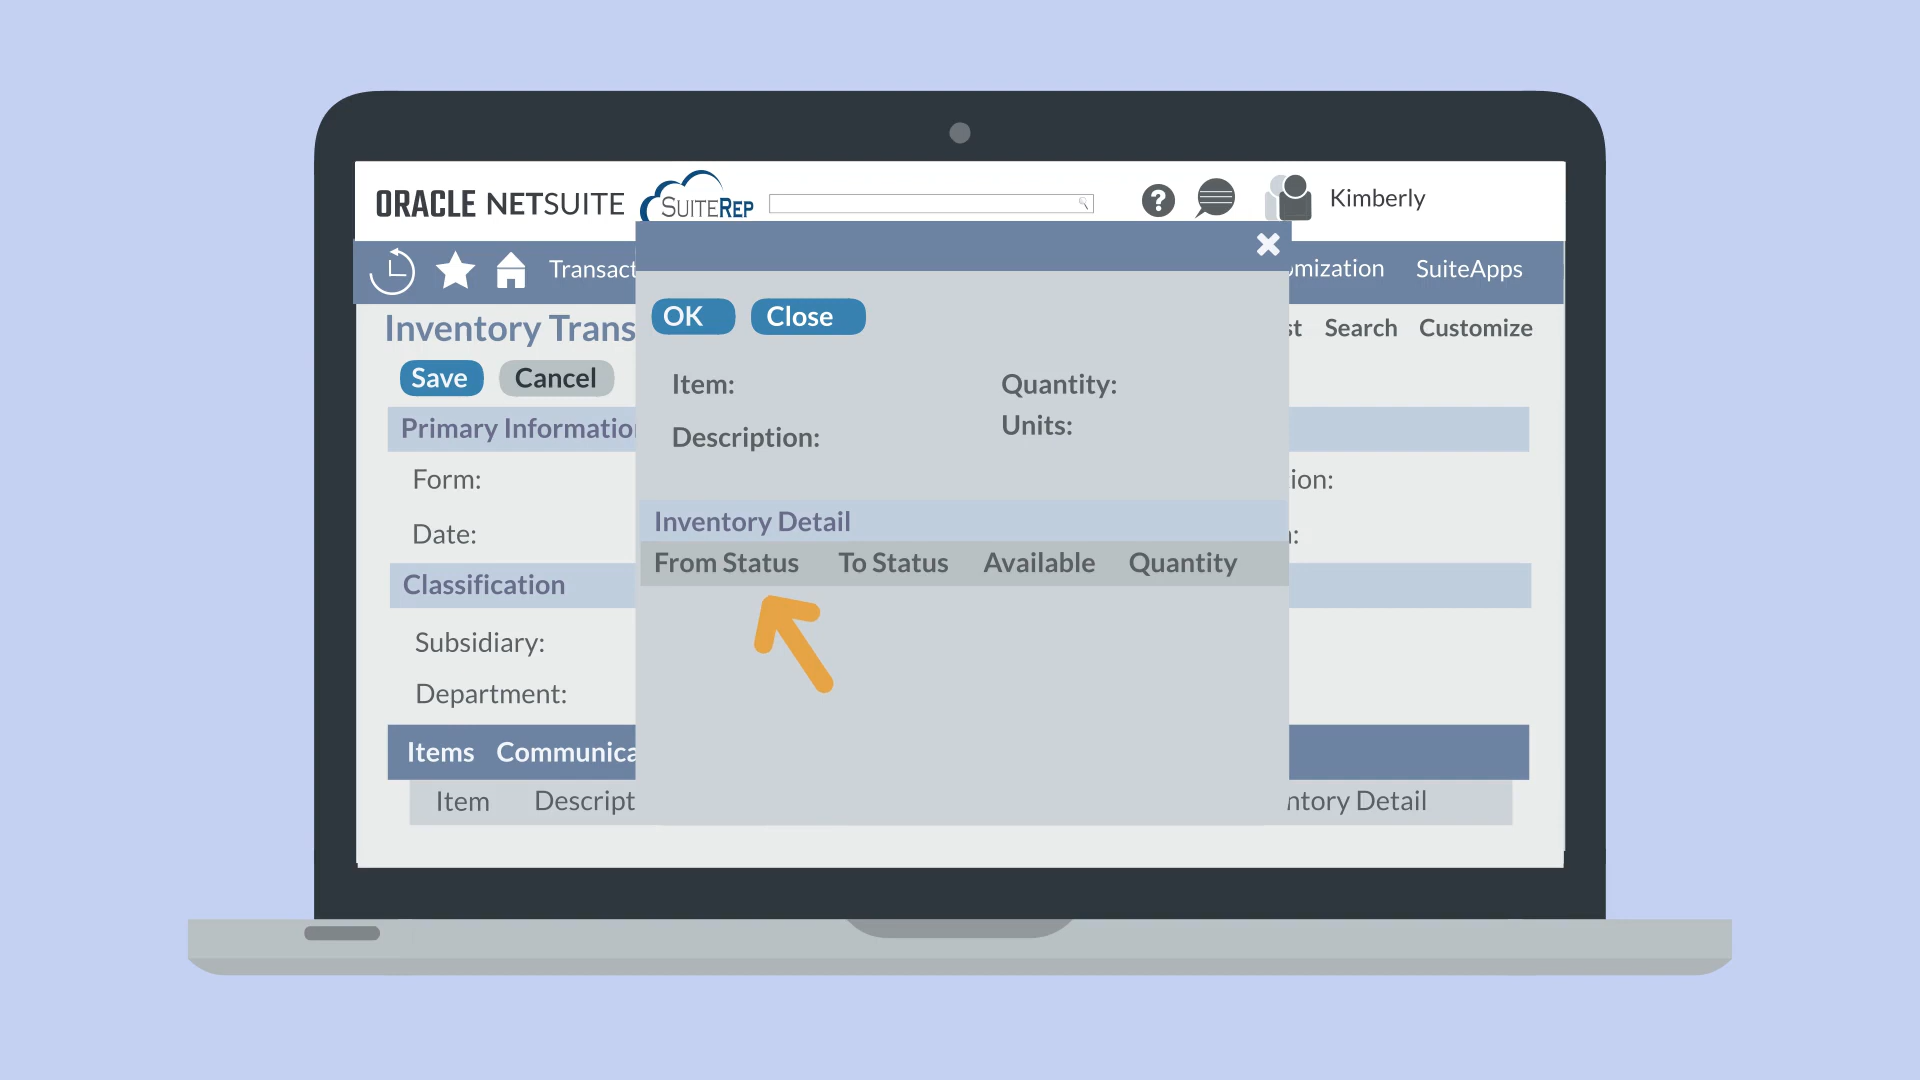 ORACLE NETSUITE SUITEREP
? Kimberly
Transact
omization SuiteApps
Inventory Trans
st Search Customize
Save Cancel
OK Close
Primary Information
Form:
Date:
ion:
:
Classification
Subsidiary:
Department:
Items Communica
Item Descript
ntory Detail
Item:
Quantity:
Description:
Units:
Inventory Detail
From Status To Status Available Quantity